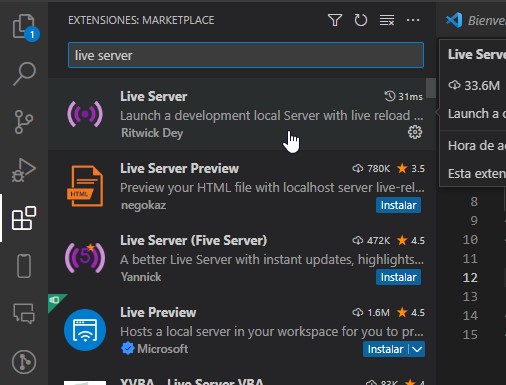 EXTENSIONES: MARKETPLACE
Bienve
1
live server
Live Serve
33.6M
Launch a d
Hora de ac
Esta exten
Live Server
31ms
Launch a development local Server with live reload ...
Ritwick Dey
Live Server Preview
780K 3.5
Preview your HTML file with localhost server live-rel...
negokaz
Instalar
HTML
Live Server (Five Server)
472K 4.5
A better Live Server with instant updates, highlights...
Yannick
Instalar
5
Live Preview
1.6M 4.5
Hosts a local server in your workspace for you to pr...
Microsoft
Instalar
XVBA - Live Server VBA
83K 4
8
9
10
11
12
13
14
15